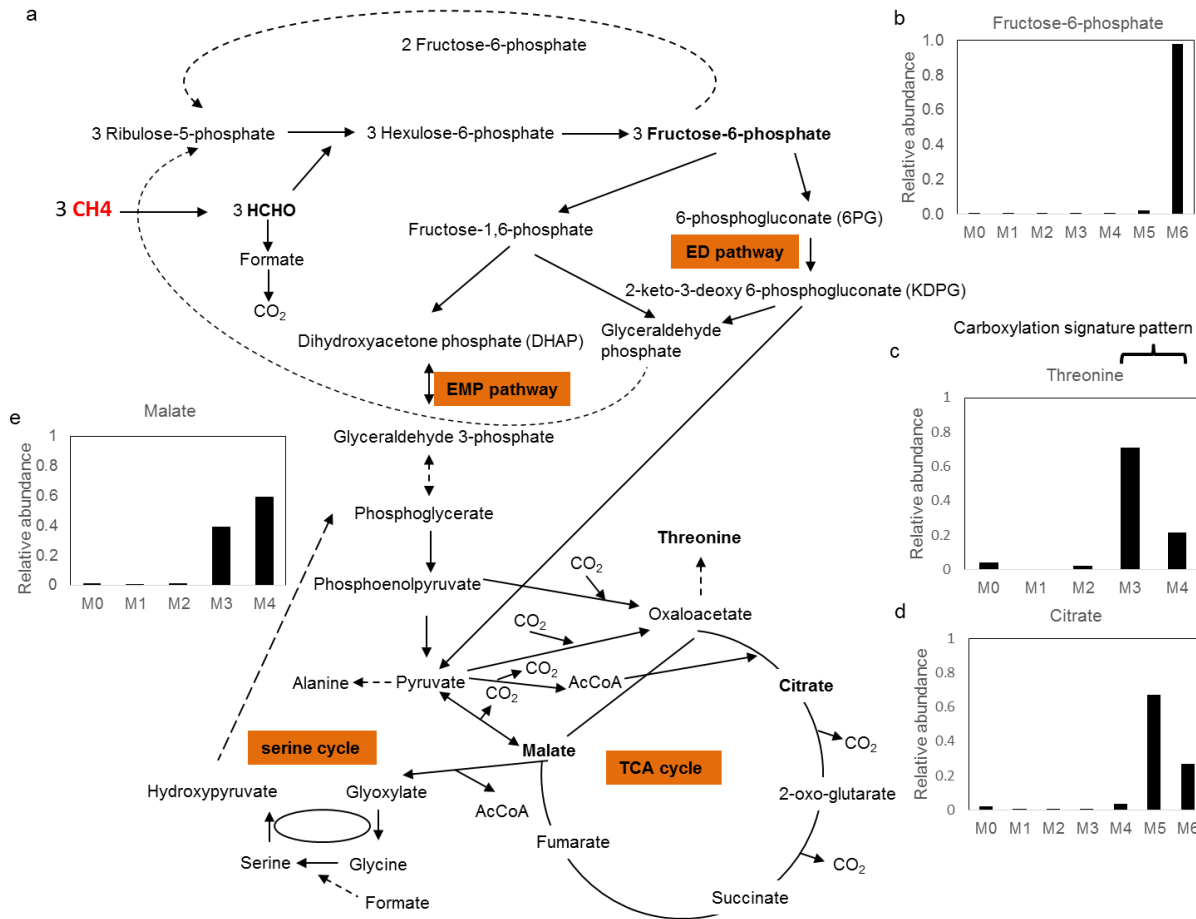 a
2 Fructose-6-phosphate
3 Ribulose-5-phosphate
3 Hexulose-6-phosphate
3 Fructose-6-phosphate
3 CH4
3 HCHO
Formate
CO2
Fructose-1,6-phosphate
6-phosphogluconate (6PG)
ED pathway
2-keto-3-deoxy 6-phosphogluconate (KDPG)
Dihydroxyacetone phosphate (DHAP)
Glyceraldehyde
phosphate
EMP pathway
Glyceraldehyde 3-phosphate
Phosphoglycerate
Phosphoenolpyruvate
CO2
Threonine
Oxaloacetate
CO2
CO2
Alanine
Pyruvate
CO2
AcCoA
Citrate
serine cycle
Malate
TCA cycle
CO2
Hydroxypyruvate
Glyoxylate
AcCoA
2-oxo-glutarate
Fumarate
Serine
Glycine
CO2
Formate
Succinate
b
Fructose-6-phosphate
Relative abundance
1.0
0.8
0.6
0.4
0.2
0.0
M0 M1 M2 M3 M4 M5 M6
Carboxylation signature pattern
c
Threonine
Relative abundance
1
0.8
0.6
0.4
0.2
0
M0 M1 M2 M3 M4
d
Citrate
Relative abundance
1
0.8
0.6
0.4
0.2
0
M0 M1 M2 M3 M4 M5 M6
e
Malate
Relative abundance
1
0.8
0.6
0.4
0.2
0
M0 M1 M2 M3 M4